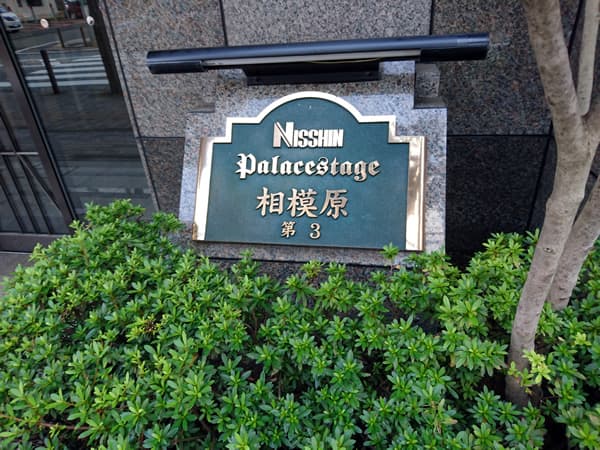 NISSHIN
Palacestage
相模原
第3